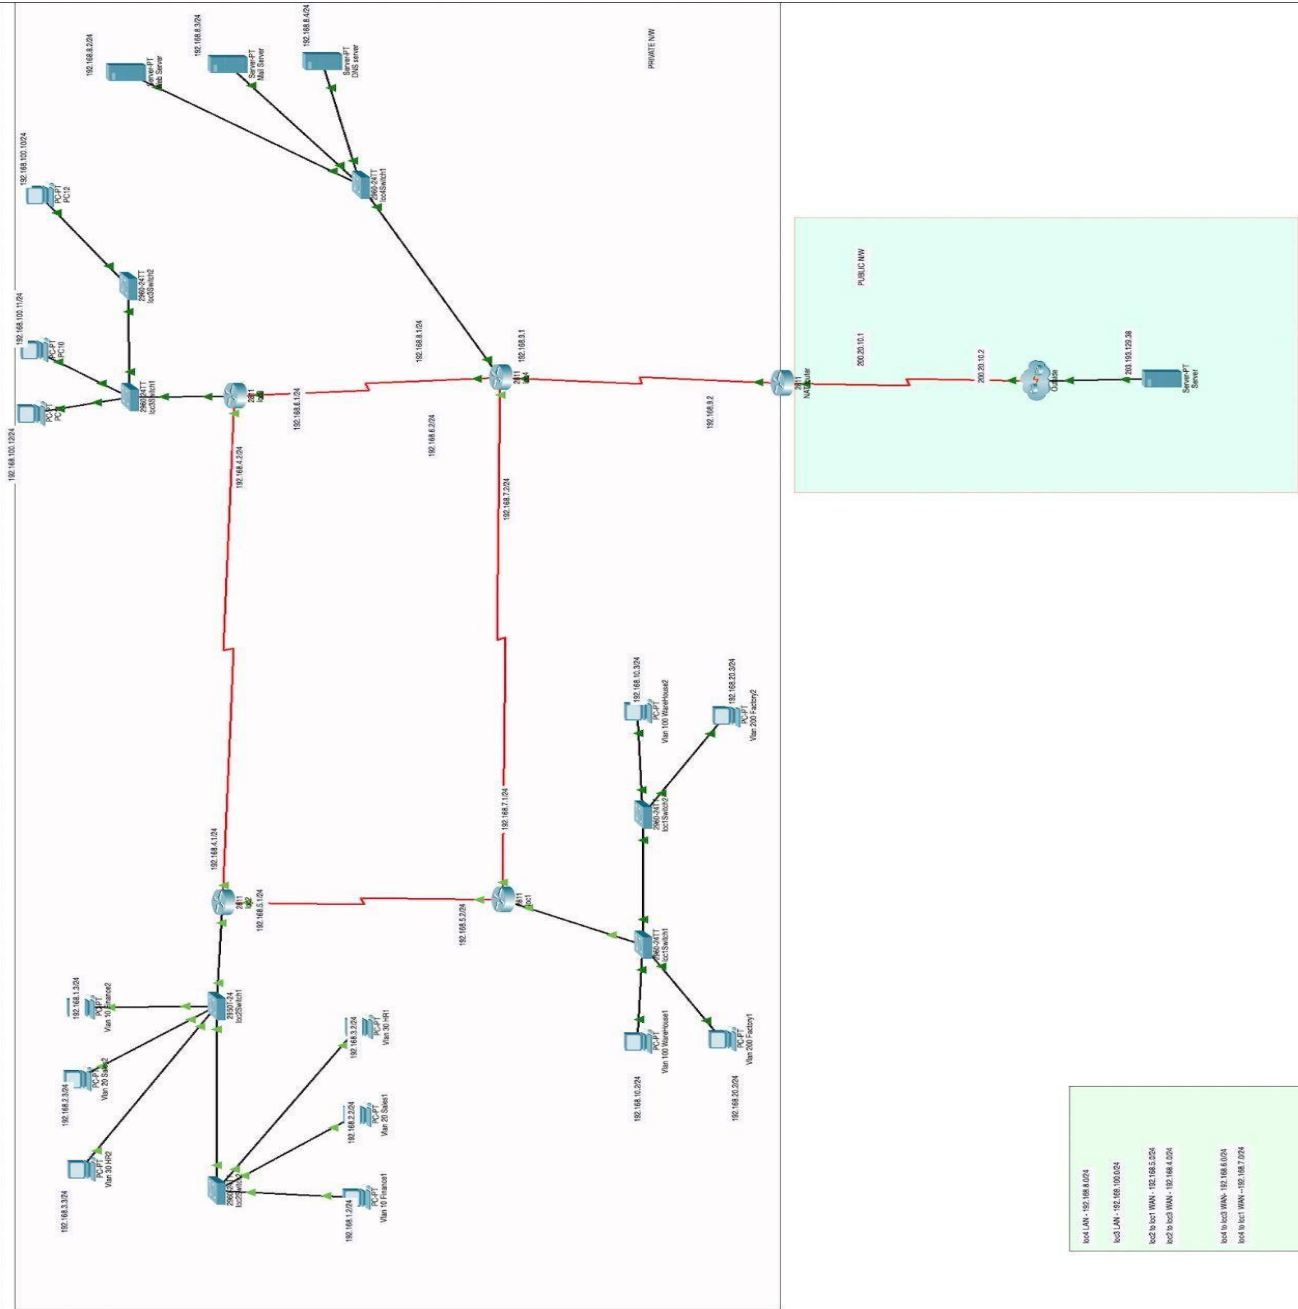 192.168.8.2/24
Server-PT
Web Server
192.168.8.3/24
Server-PT
Mail Server
192.168.8.4/24
Server-PT
DNS server
PRIVATE N/W
192.168.100.10/24
PC-PT
PC12
2960-24TT
loc3Switch2
192.168.100.11/24
PC-PT
PC10
192.168.100.12/24
PC-PT
2960-24TT
loc3Switch1
2960-24TT
loc4Switch1
192.168.8.1/24
2811
loc4
192.168.9.1
2811
192.168.6.1/24
192.168.6.2/24
192.168.4.2/24
192.168.7.2/24
192.168.9.2
2811
NATrouter
PUBLIC N/W
200.20.10.1
200.20.10.2
Outside
200.193.129.38
Server-PT
Server
192.168.4.1/24
2811
loc2
192.168.5.1/24
192.168.5.2/24
192.168.7.1/24
2811
loc1
192.168.1.3/24
PC-PT
Vlan 10 Finance2
192.168.2.3/24
PC-PT
Vlan 20 Sales2
192.168.3.3/24
PC-PT
Vlan 30 HR2
2950T-24
loc2Switch1
192.168.3.2/24
PC-PT
Vlan 30 HR1
192.168.2.2/24
PC-PT
Vlan 20 Sales1
192.168.1.2/24
PC-PT
Vlan 10 Finance1
192.168.10.3/24
PC-PT
Vlan 100 WareHouse2
192.168.20.3/24
PC-PT
Vlan 200 Factory2
2960-24TT
loc1Switch2
2960-24TT
loc1Switch1
PC-PT
Vlan 100 WareHouse1
192.168.10.2/24
PC-PT
Vlan 200 Factory1
192.168.20.2/24
loc4 LAN - 192.168.8.0/24
loc3 LAN - 192.168.100.0/24
loc2 to loc1 WAN - 192.168.5.0/24
loc2 to loc3 WAN - 192.168.4.0/24
loc4 to loc3 WAN- 192.168.6.0/24
loc4 to loc1 WAN --192.168.7.0/24